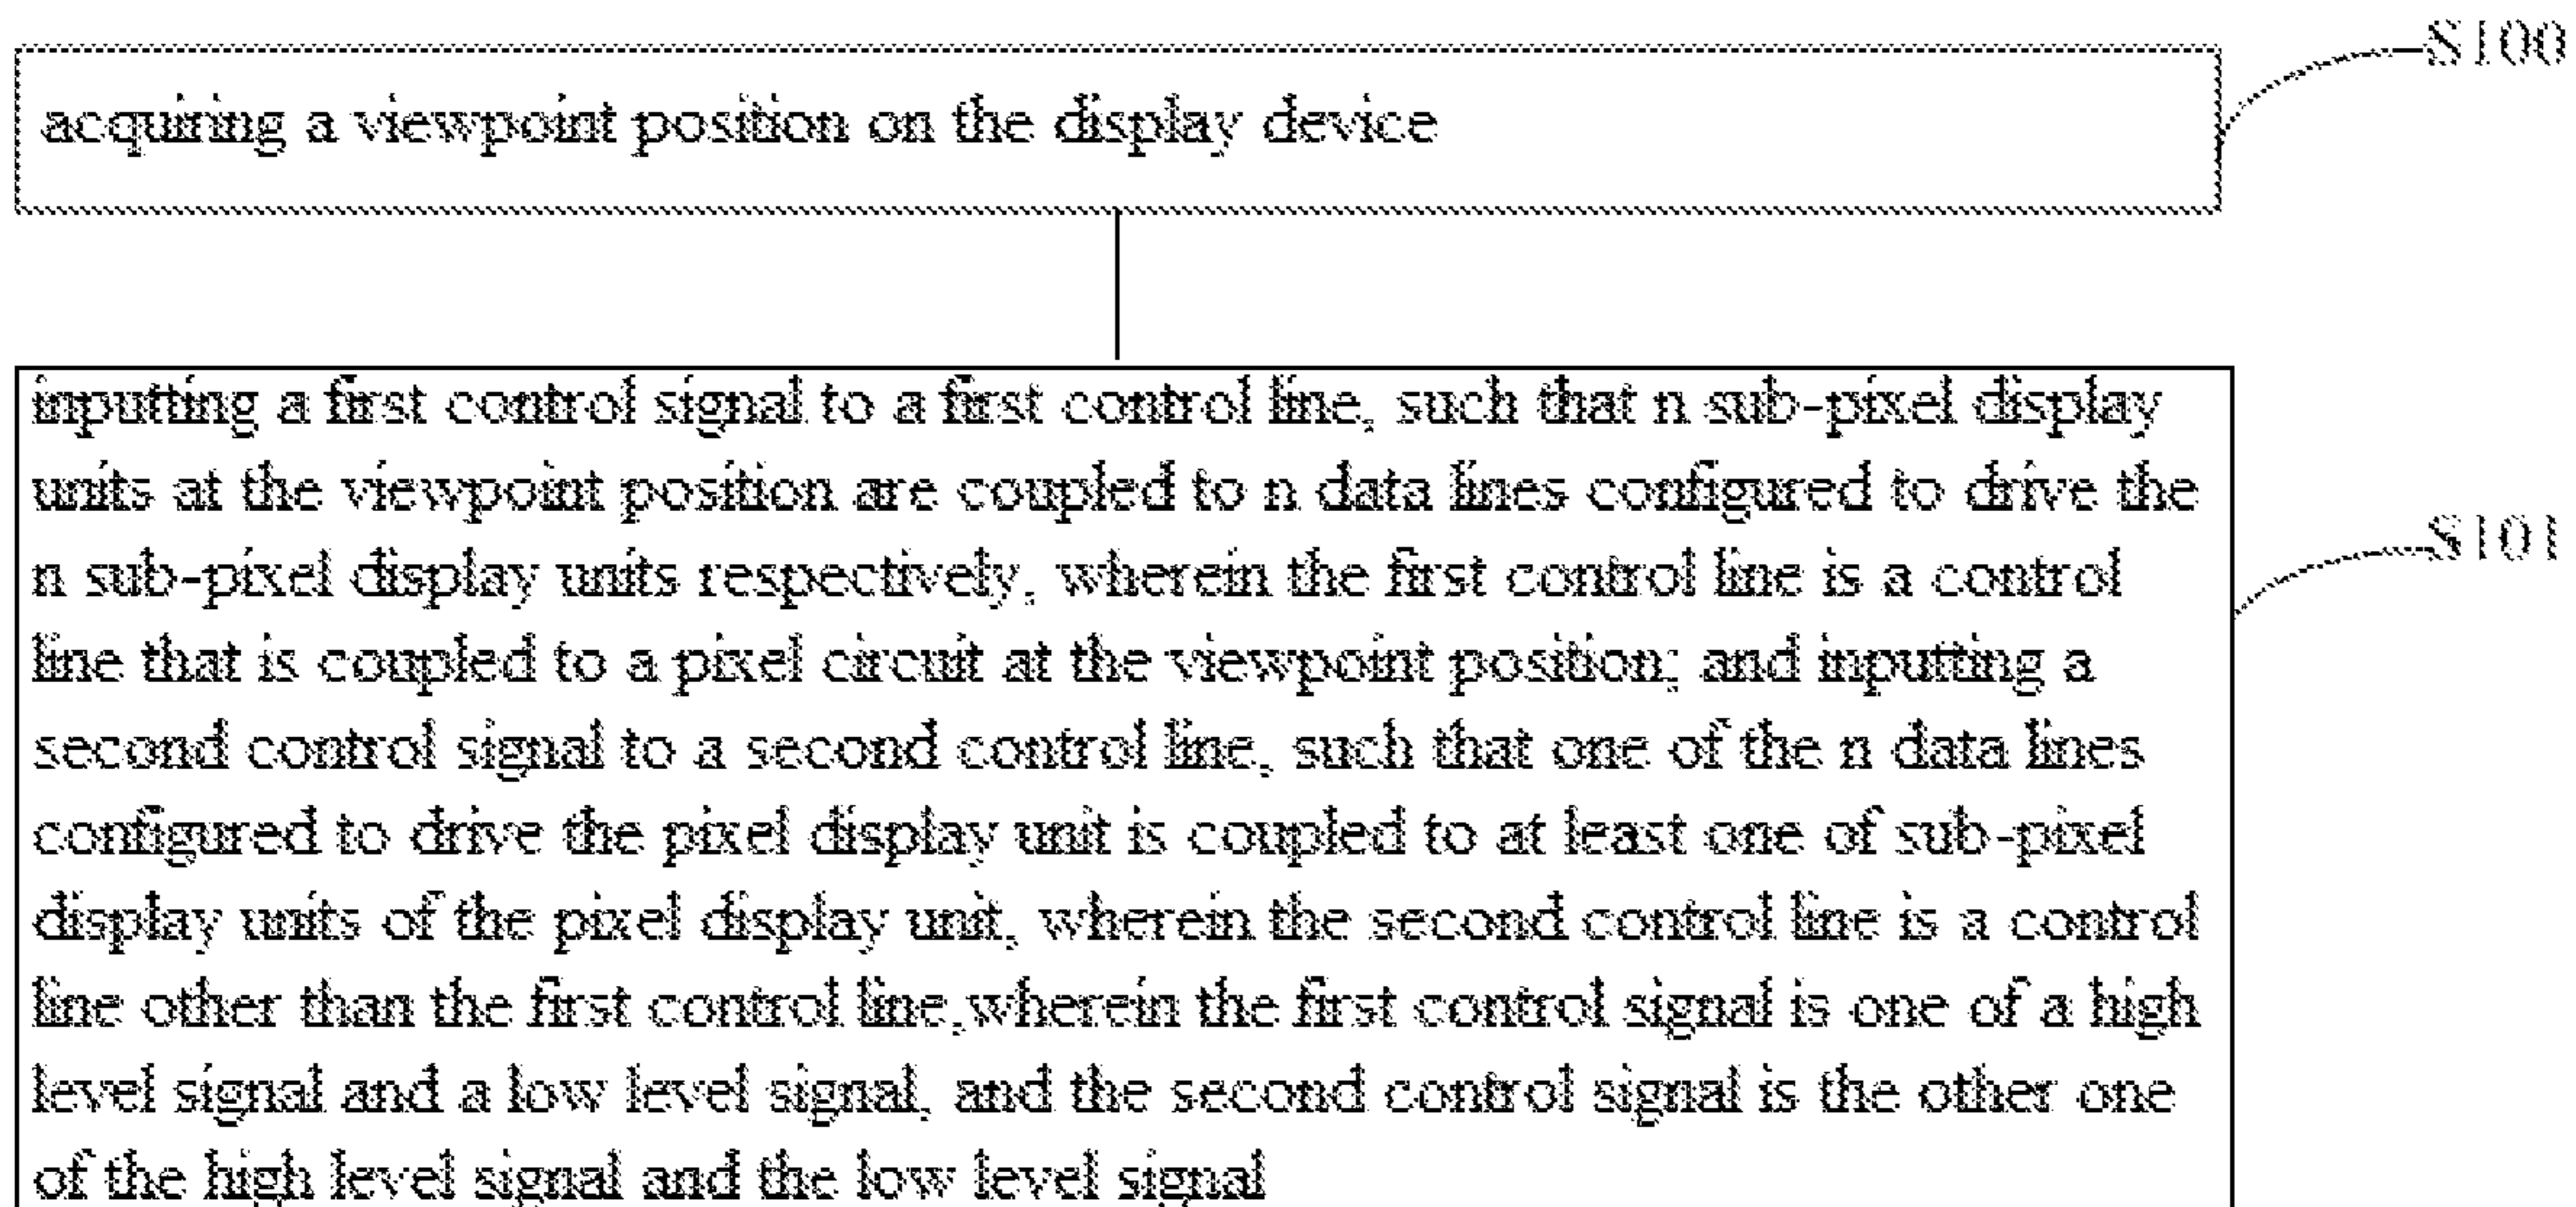 S100
acquiring a viewpoint position on the display device
inputting a first control signal to a first control line, such that n sub-pixel display
units at the viewpoint position are coupled to n data lines configured to drive the
n sub-pixel display units respectively, wherein the first control line is a control
line that is coupled to a pixel circuit at the viewpoint position; and inputting a
second control signal to a second control line, such that one of the n data lines
configured to drive the pixel display unit is coupled to at least one of sub-pixel
display units of the pixel display unit, wherein the second control line is a control
line other than the first control line,wherein the first control signal is one of a high
level signal and a low level signal, and the second control signal is the other one
of the high level signal and the low level signal
S101